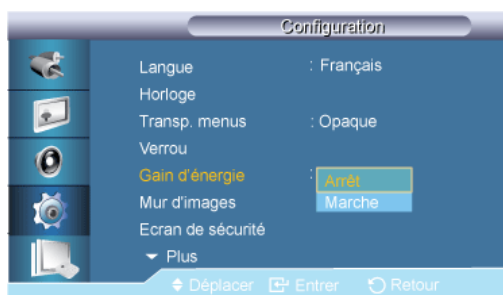 Configuration
Langue : Français
Horloge
Transp. menus : Opaque
Verrou
Gain d'énergie : Arrêt
Marche
Mur d'images
Ecran de sécurité
Plus
Déplacer Entrer Retour